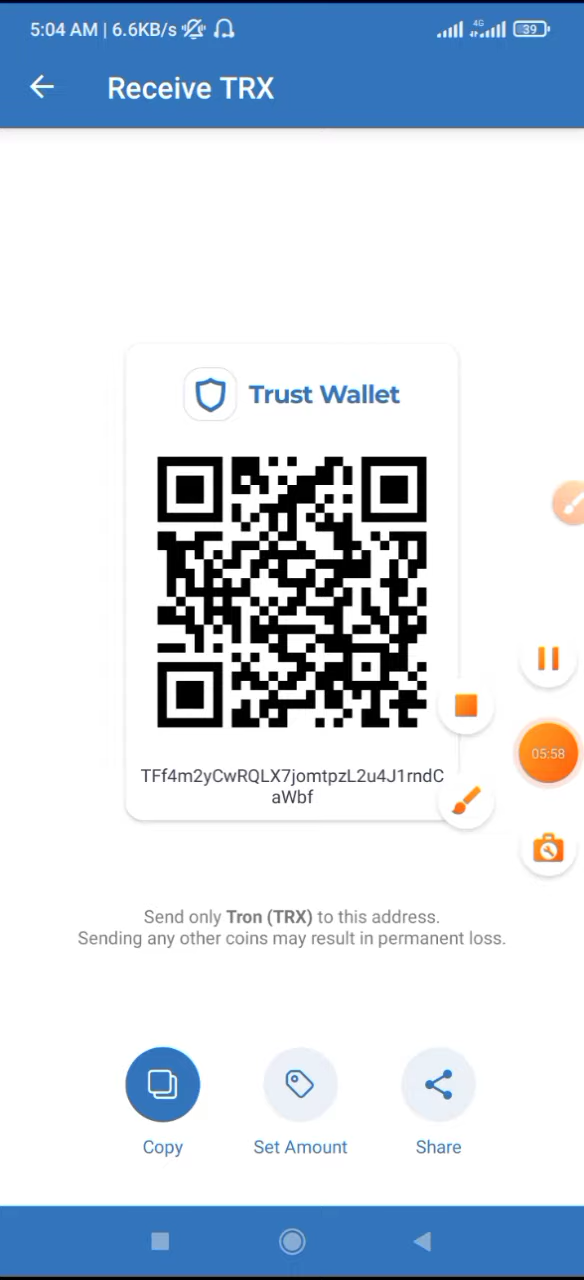 5:04 AM | 6.6KB/s 4G 39
Receive TRX
Trust Wallet
TFf4m2yCwRQLX7jomtpzL2u4J1rndC
aWbf
05:58
Send only Tron (TRX) to this address.
Sending any other coins may result in permanent loss.
Copy Set Amount Share